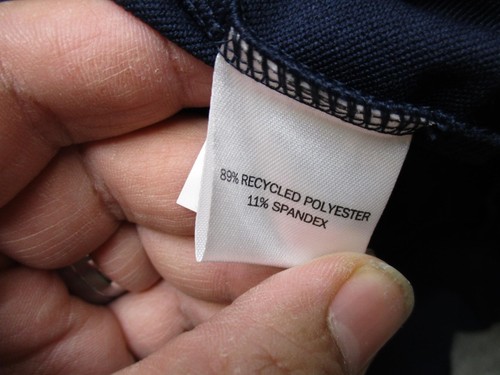 89% RECYCLED POLYESTER
11% SPANDEX